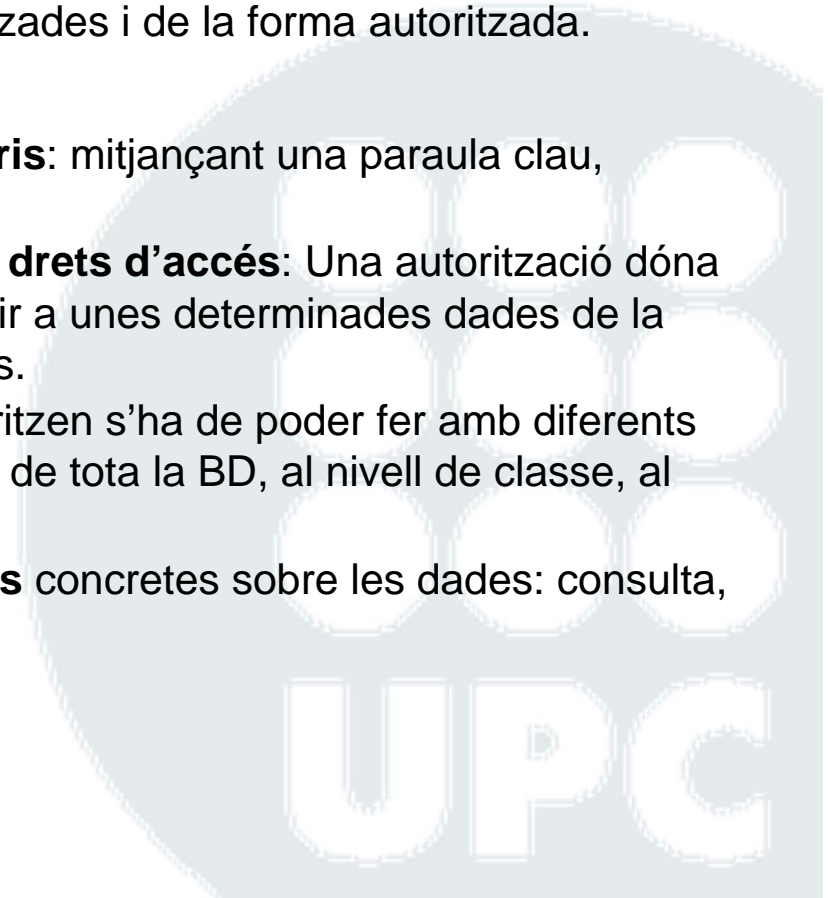 zades i de la forma autoritzada.
ris: mitjançant una paraula clau,
drets d’accés: Una autorització dóna
ir a unes determinades dades de la
s.
ritzen s’ha de poder fer amb diferents
de tota la BD, al nivell de classe, al
s concretes sobre les dades: consulta,
UPC